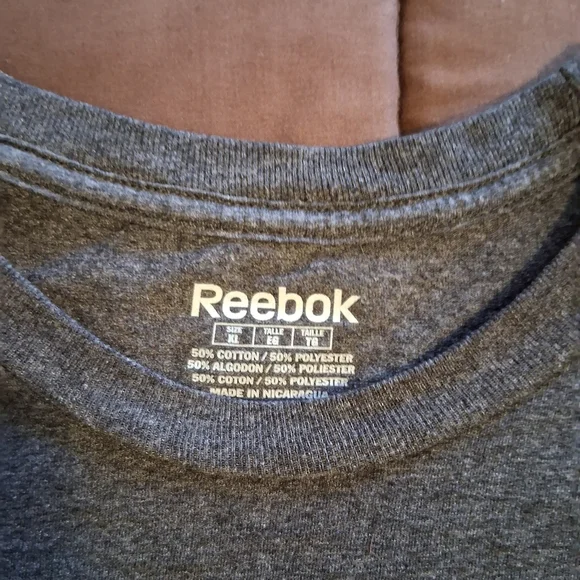 Reebok
SIZE TALLE TAILLE
XL EG TG
50% COTTON / 50% POLYESTER
50% ALGODON / 50% POLIESTER
50% COTON / 50% POLYESTER
MADE IN NICARAGUA